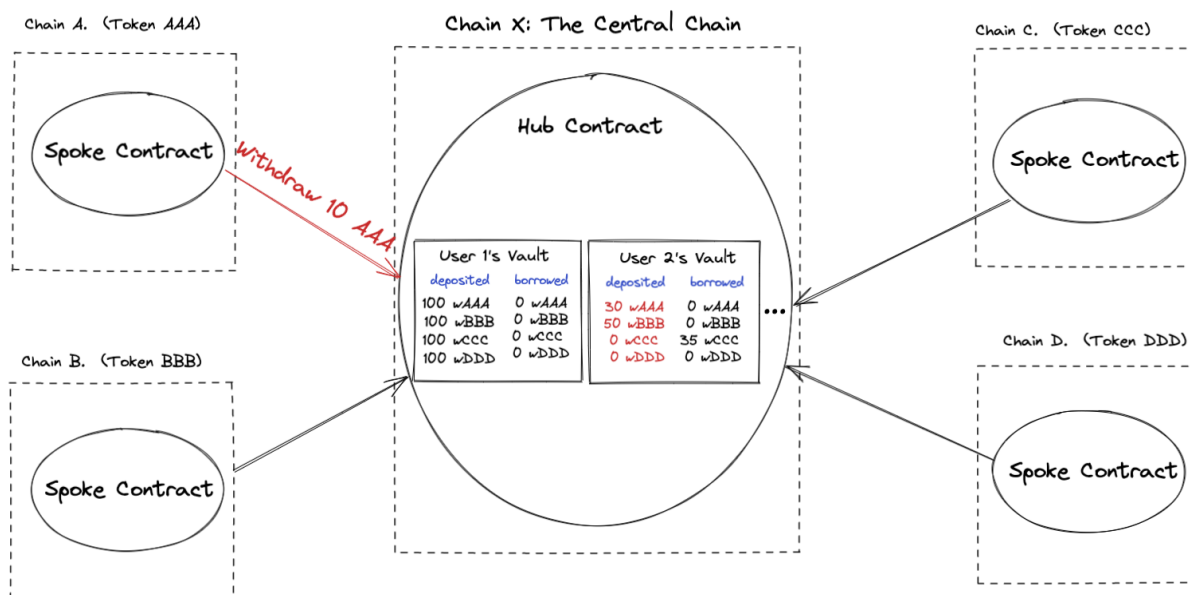 Chain A. (Token AAA)
Spoke Contract
Withdraw 10 AAA
Chain B. (Token BBB)
Spoke Contract
Chain X: The Central Chain
Hub Contract
User 1's Vault
deposited borrowed
100 wAAA 0 wAAA
100 wBBB 0 wBBB
100 wCCC 0 wCCC
100 wDDD 0 wDDD
User 2's Vault
deposited borrowed
30 wAAA 0 wAAA
50 wBBB 0 wBBB
0 wCCC 35 wCCC
0 wDDD 0 wDDD
...
Chain C. (Token CCC)
Spoke Contract
Chain D. (Token DDD)
Spoke Contract